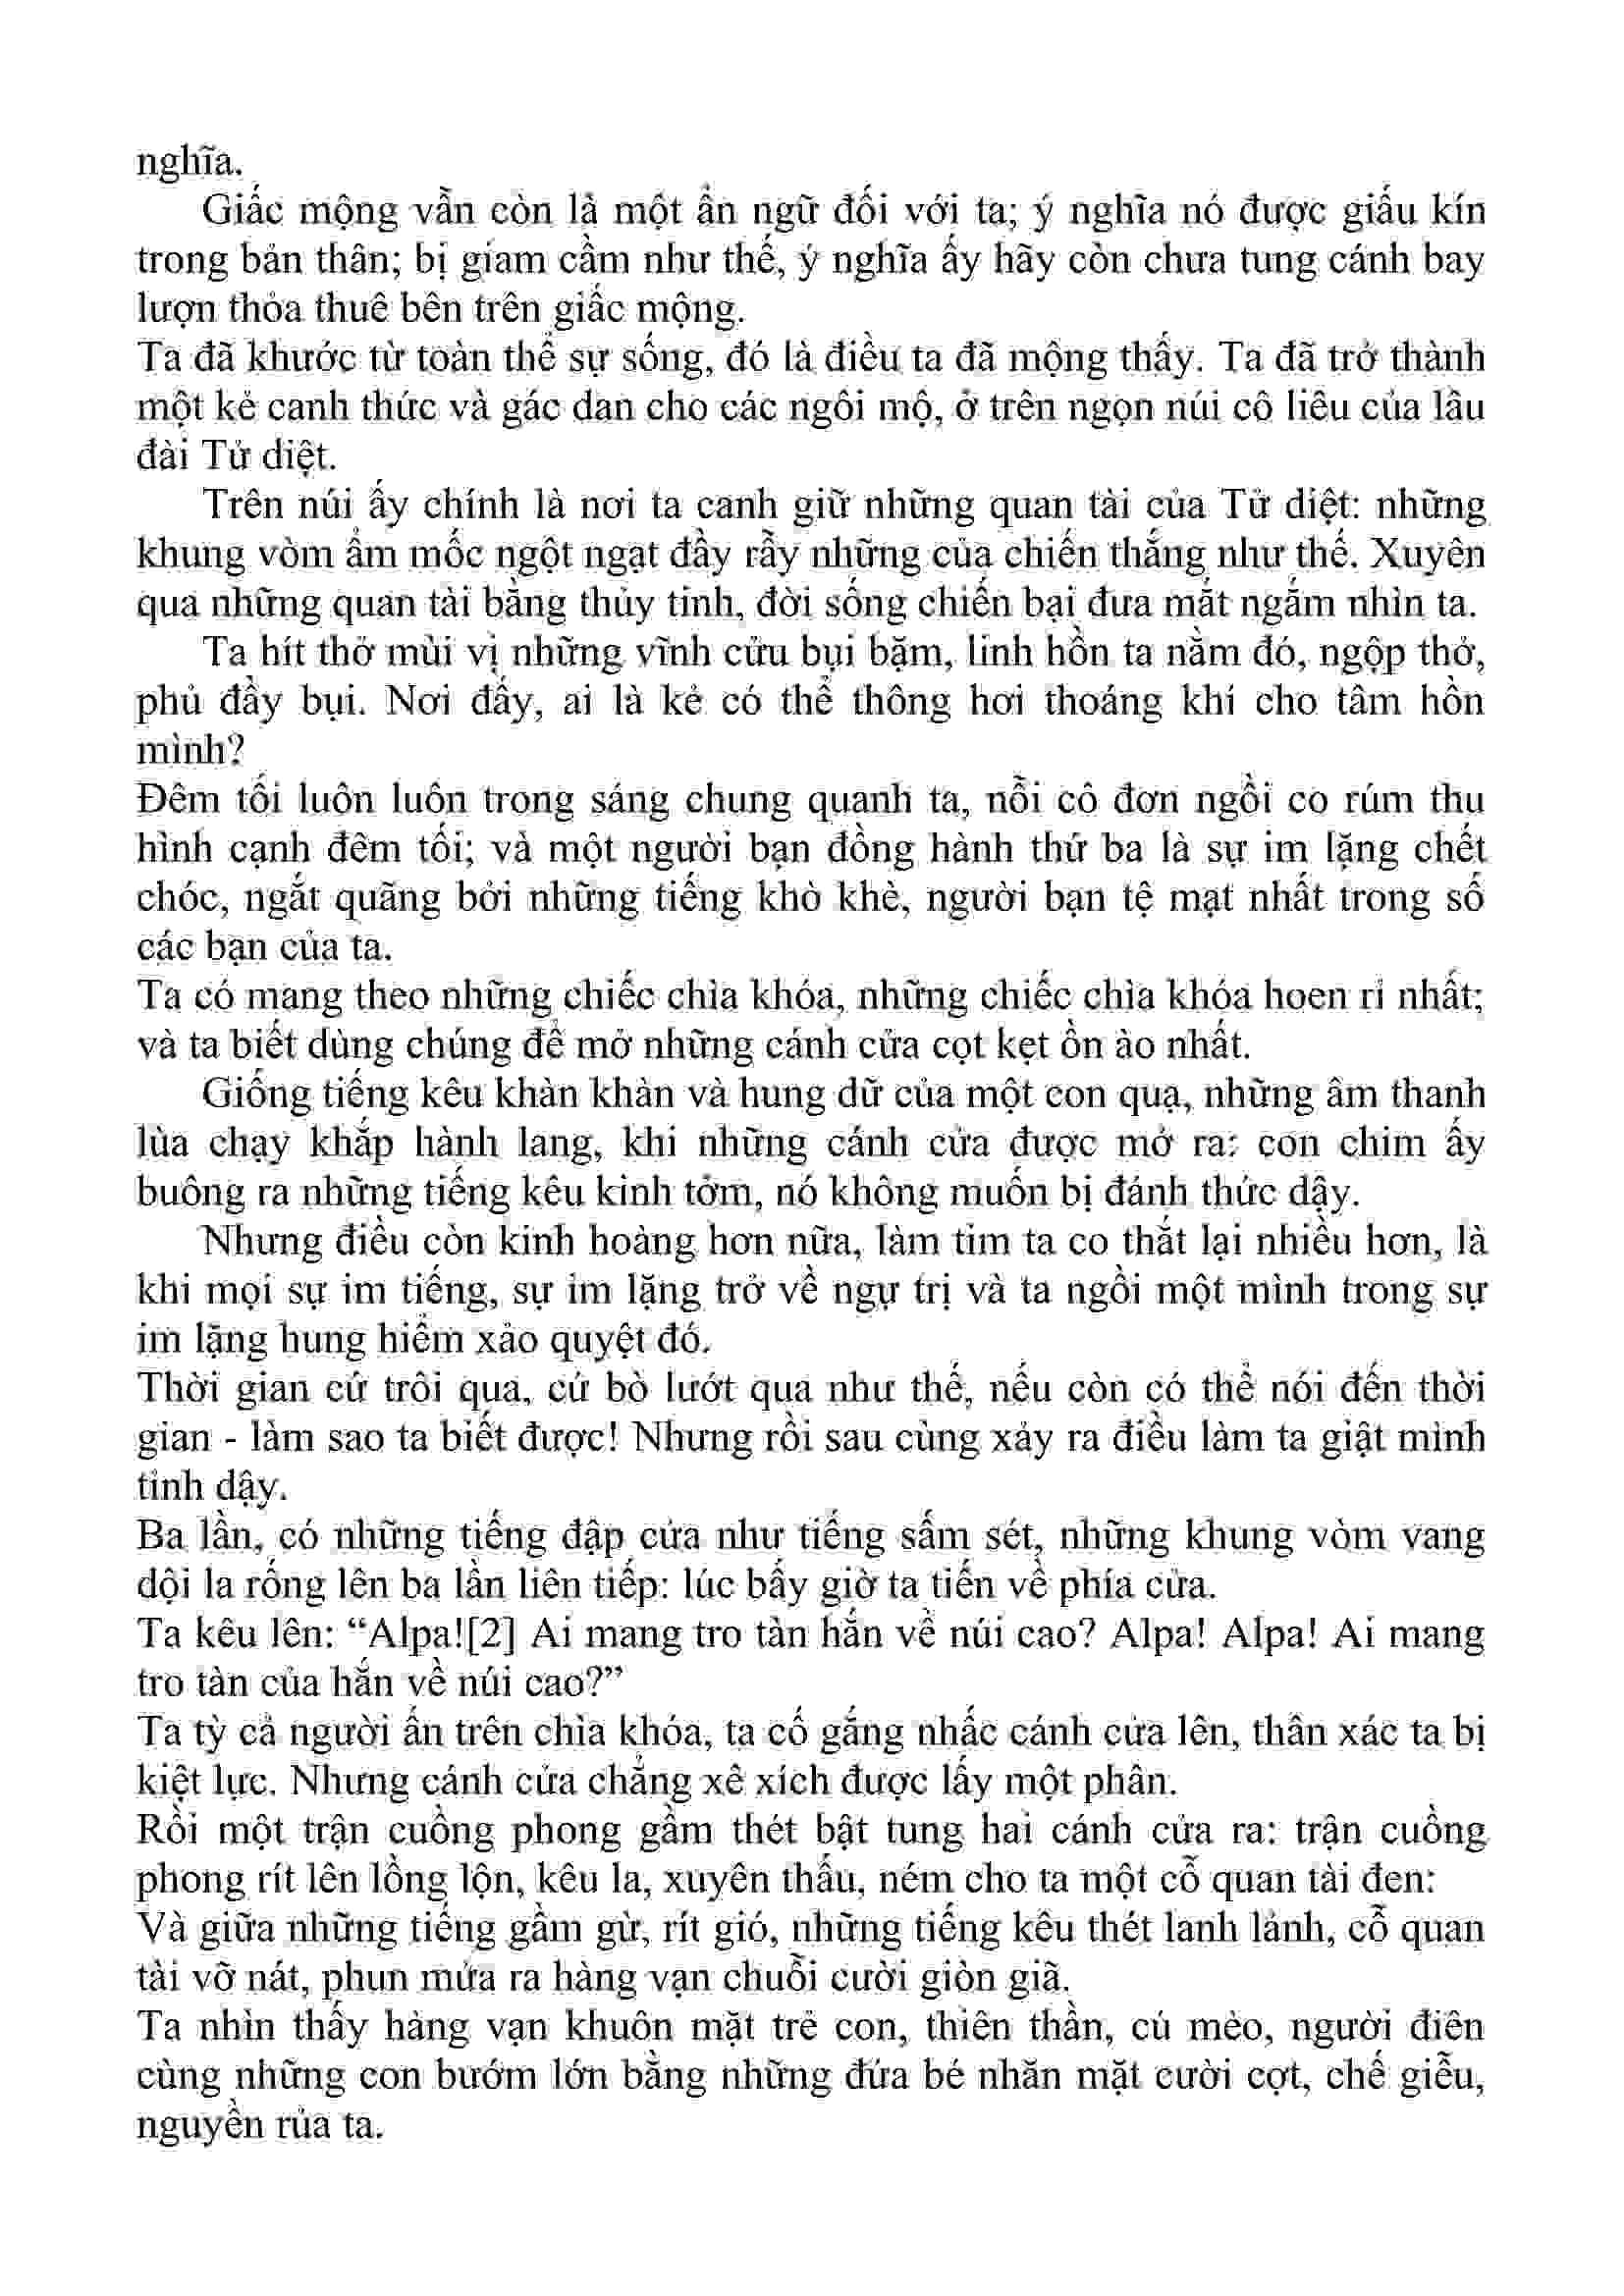 nghĩa.
Giấc mộng vẫn còn là một ẩn ngữ đối với ta; ý nghĩa nó được giấu kín
trong bản thân; bị giam cầm như thế, ý nghĩa ấy hãy còn chưa tung cánh bay
lượn thỏa thuê bên trên giấc mộng.
Ta đã khước từ toàn thể sự sống, đó là điều ta đã mộng thấy. Ta đã trở thành
một kẻ canh thức và gác dan cho các ngôi mộ, ở trên ngọn núi cô liêu của lâu
đài Tử diệt.
Trên núi ấy chính là nơi ta canh giữ những quan tài của Tử diệt: những
khung vòm ẩm mốc ngột ngạt đầy rẫy những của chiến thắng như thế. Xuyên
qua những quan tài bằng thủy tinh, đời sống chiến bại đưa mắt ngắm nhìn ta.
Ta hít thở mùi vị những vĩnh cửu bụi bặm, linh hồn ta nằm đó, ngộp thở,
phủ đầy bụi. Nơi đấy, ai là kẻ có thể thông hơi thoáng khí cho tâm hồn
mình?
Đêm tối luôn luôn trong sáng chung quanh ta, nỗi cô đơn ngồi co rúm thu
hình cạnh đêm tối; và một người bạn đồng hành thứ ba là sự im lặng chết
chóc, ngắt quãng bởi những tiếng khò khè, người bạn tệ mạt nhất trong số
các bạn của ta.
Ta có mang theo những chiếc chìa khóa, những chiếc chìa khóa hoen rỉ nhất;
và ta biết dùng chúng để mở những cánh cửa cọt kẹt ồn ào nhất.
Giống tiếng kêu khàn khàn và hung dữ của một con quạ, những âm thanh
lùa chạy khắp hành lang, khi những cánh cửa được mở ra: con chim ấy
buông ra những tiếng kêu kinh tởm, nó không muốn bị đánh thức dậy.
Nhưng điều còn kinh hoàng hơn nữa, làm tim ta co thắt lại nhiều hơn, là
khi mọi sự im tiếng, sự im lặng trở về ngự trị và ta ngồi một mình trong sự
im lặng hung hiểm xảo quyệt đó.
Thời gian cứ trôi qua, cứ bò lướt qua như thế, nếu còn có thể nói đến thời
gian - làm sao ta biết được! Nhưng rồi sau cùng xảy ra điều làm ta giật mình
tỉnh dậy.
Ba lần, có những tiếng đập cửa như tiếng sấm sét, những khung vòm vang
dội la rống lên ba lần liên tiếp: lúc bấy giờ ta tiến về phía cửa.
Ta kêu lên: “Alpa![2] Ai mang tro tàn hắn về núi cao? Alpa! Alpa! Ai mang
tro tàn của hắn về núi cao?”
Ta tỳ cả người ấn trên chìa khóa, ta cố gắng nhấc cánh cửa lên, thân xác ta bị
kiệt lực. Nhưng cánh cửa chẳng xê xích được lấy một phân.
Rồi một trận cuồng phong gầm thét bật tung hai cánh cửa ra: trận cuồng
phong rít lên lồng lộn, kêu la, xuyên thấu, ném cho ta một cỗ quan tài đen:
Và giữa những tiếng gầm gừ, rít gió, những tiếng kêu thét lanh lảnh, cỗ quan
tài vỡ nát, phun mửa ra hàng vạn chuỗi cười giòn giã.
Ta nhìn thấy hàng vạn khuôn mặt trẻ con, thiên thần, cú mèo, người điên
cùng những con bướm lớn bằng những đứa bé nhăn mặt cười cợt, chế giễu,
nguyền rủa ta.